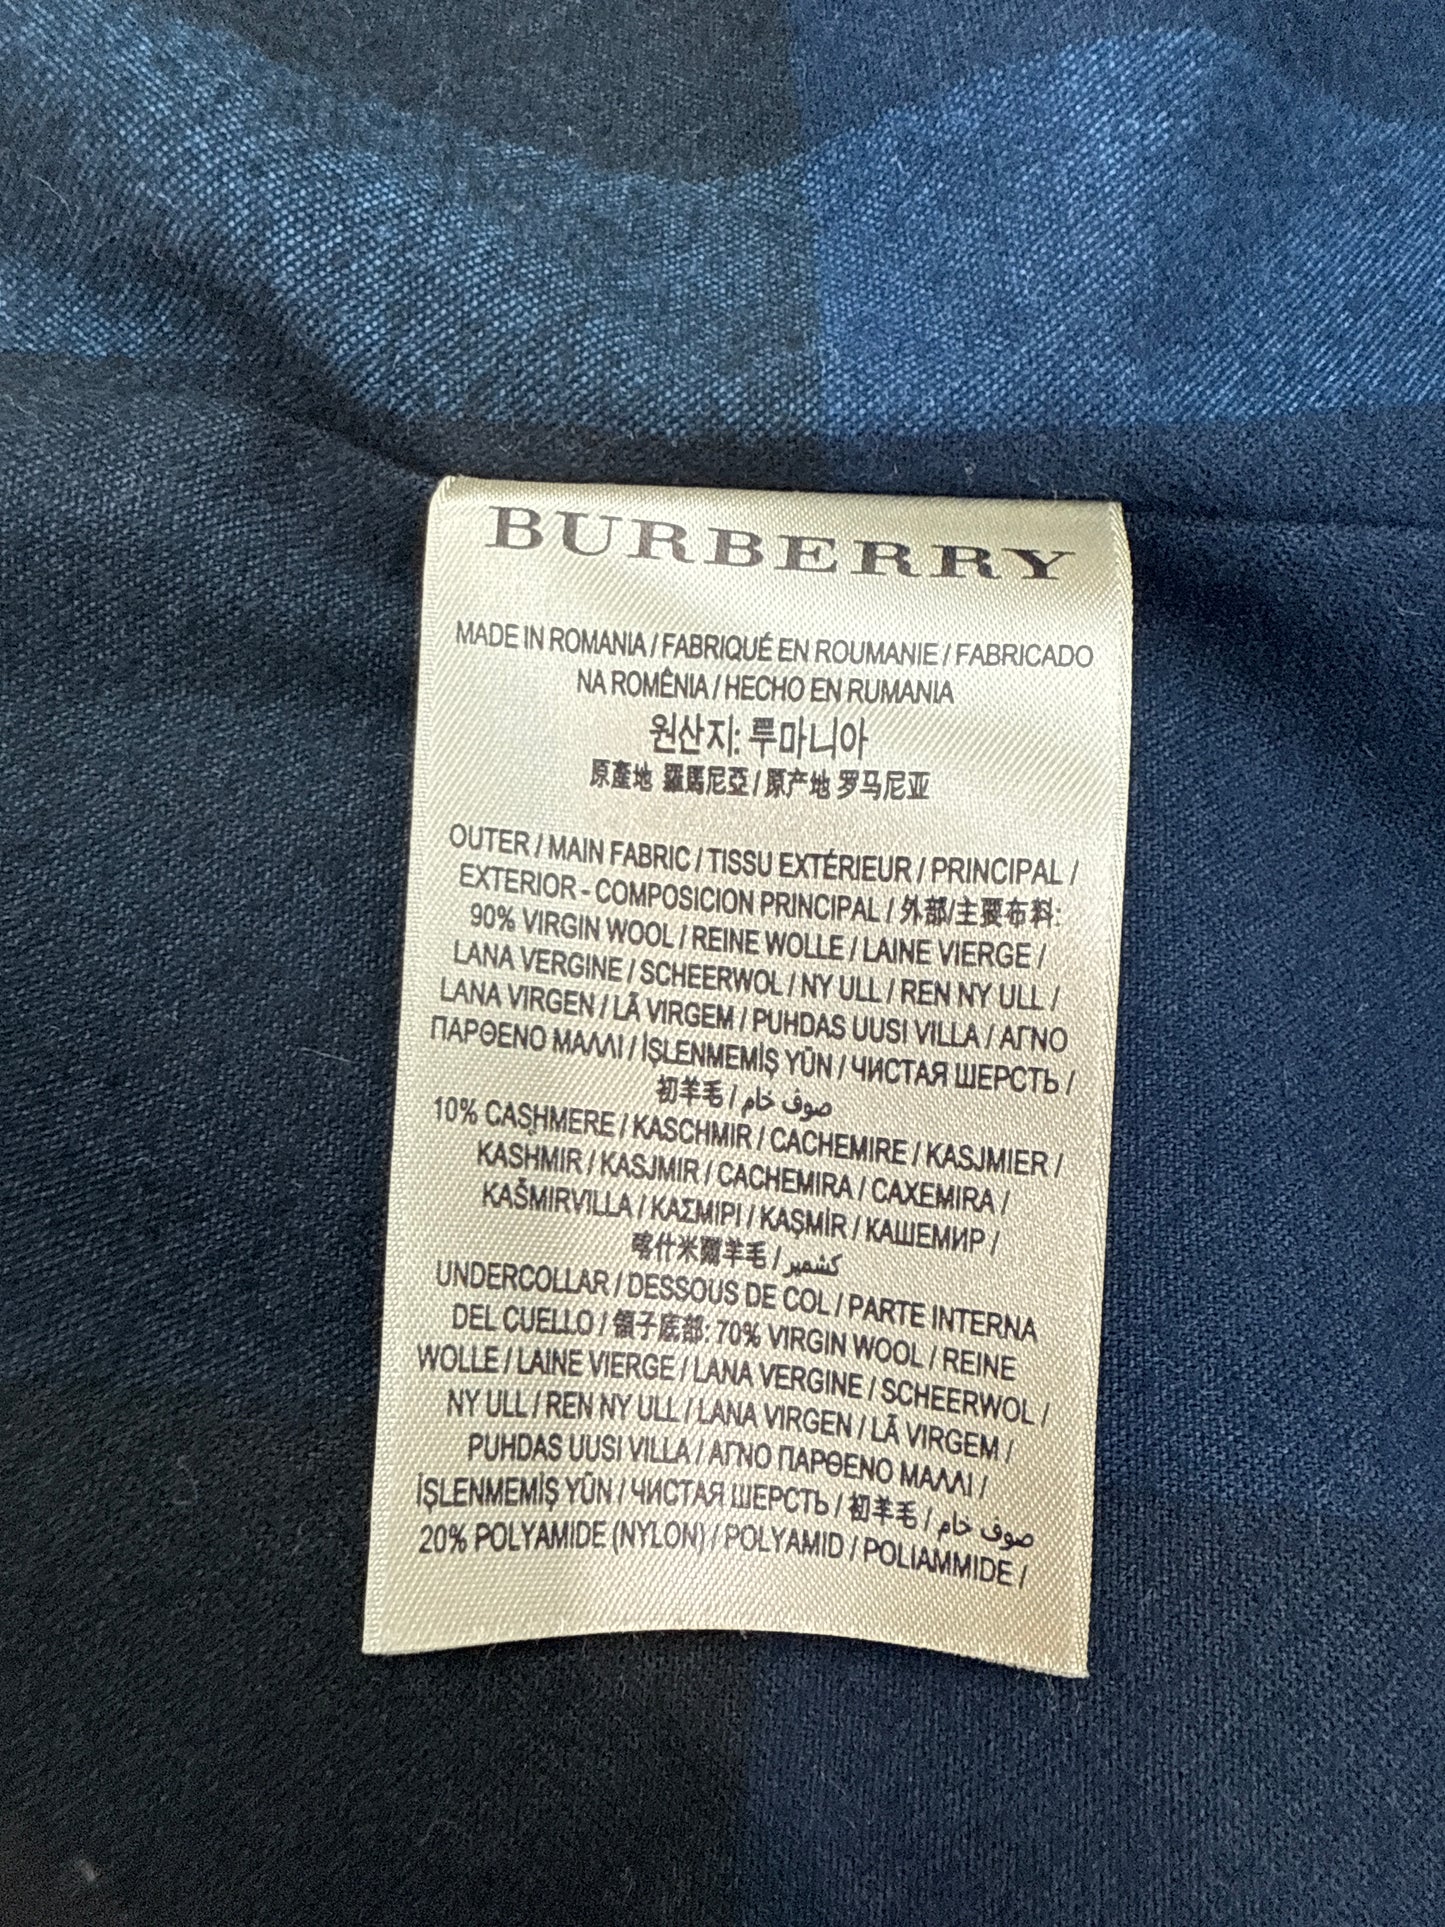 BURBERRY
MADE IN ROMANIA / FABRIQUÉ EN ROUMANIE / FABRICADO
NA ROMÊNIA / HECHO EN RUMANIA
원산지: 루마니아
原產地 羅馬尼亞 / 原产地 罗马尼亚
OUTER / MAIN FABRIC / TISSU EXTÉRIEUR / PRINCIPAL /
EXTERIOR - COMPOSICION PRINCIPAL / 外部/主要布料:
90% VIRGIN WOOL / REINE WOLLE / LAINE VIERGE /
LANA VERGINE / SCHEERWOL / NY ULL / REN NY ULL /
LANA VIRGEN / LÃ VIRGEM / PUHDAS UUSI VILLA / ΑΓΝΟ
ΠΑΡΘΕΝΟ ΜΑΛΛΙ / İŞLENMEMİŞ YÜN / ЧИСТАЯ ШЕРСТЬ /
初羊毛 / صوف خام
10% CASHMERE / KASCHMIR / CACHEMIRE / KASJMIER /
KASHMIR / KASJMIR / CACHEMIRA / CAXEMIRA /
KAŠMIRVILLA / ΚΑΣΜΙΡΙ / KAŞMİR / КАШЕМИР /
喀什米爾羊毛 / كشمير
UNDERCOLLAR / DESSOUS DE COL / PARTE INTERNA
DEL CUELLO / 領子底部: 70% VIRGIN WOOL / REINE
WOLLE / LAINE VIERGE / LANA VERGINE / SCHEERWOL /
NY ULL / REN NY ULL / LANA VIRGEN / LÃ VIRGEM /
PUHDAS UUSI VILLA / ΑΓΝΟ ΠΑΡΘΕΝΟ ΜΑΛΛΙ /
İŞLENMEMİŞ YÜN / ЧИСТАЯ ШЕРСТЬ / 初羊毛 / صوف خام
20% POLYAMIDE (NYLON) / POLYAMID / POLIAMMIDE /